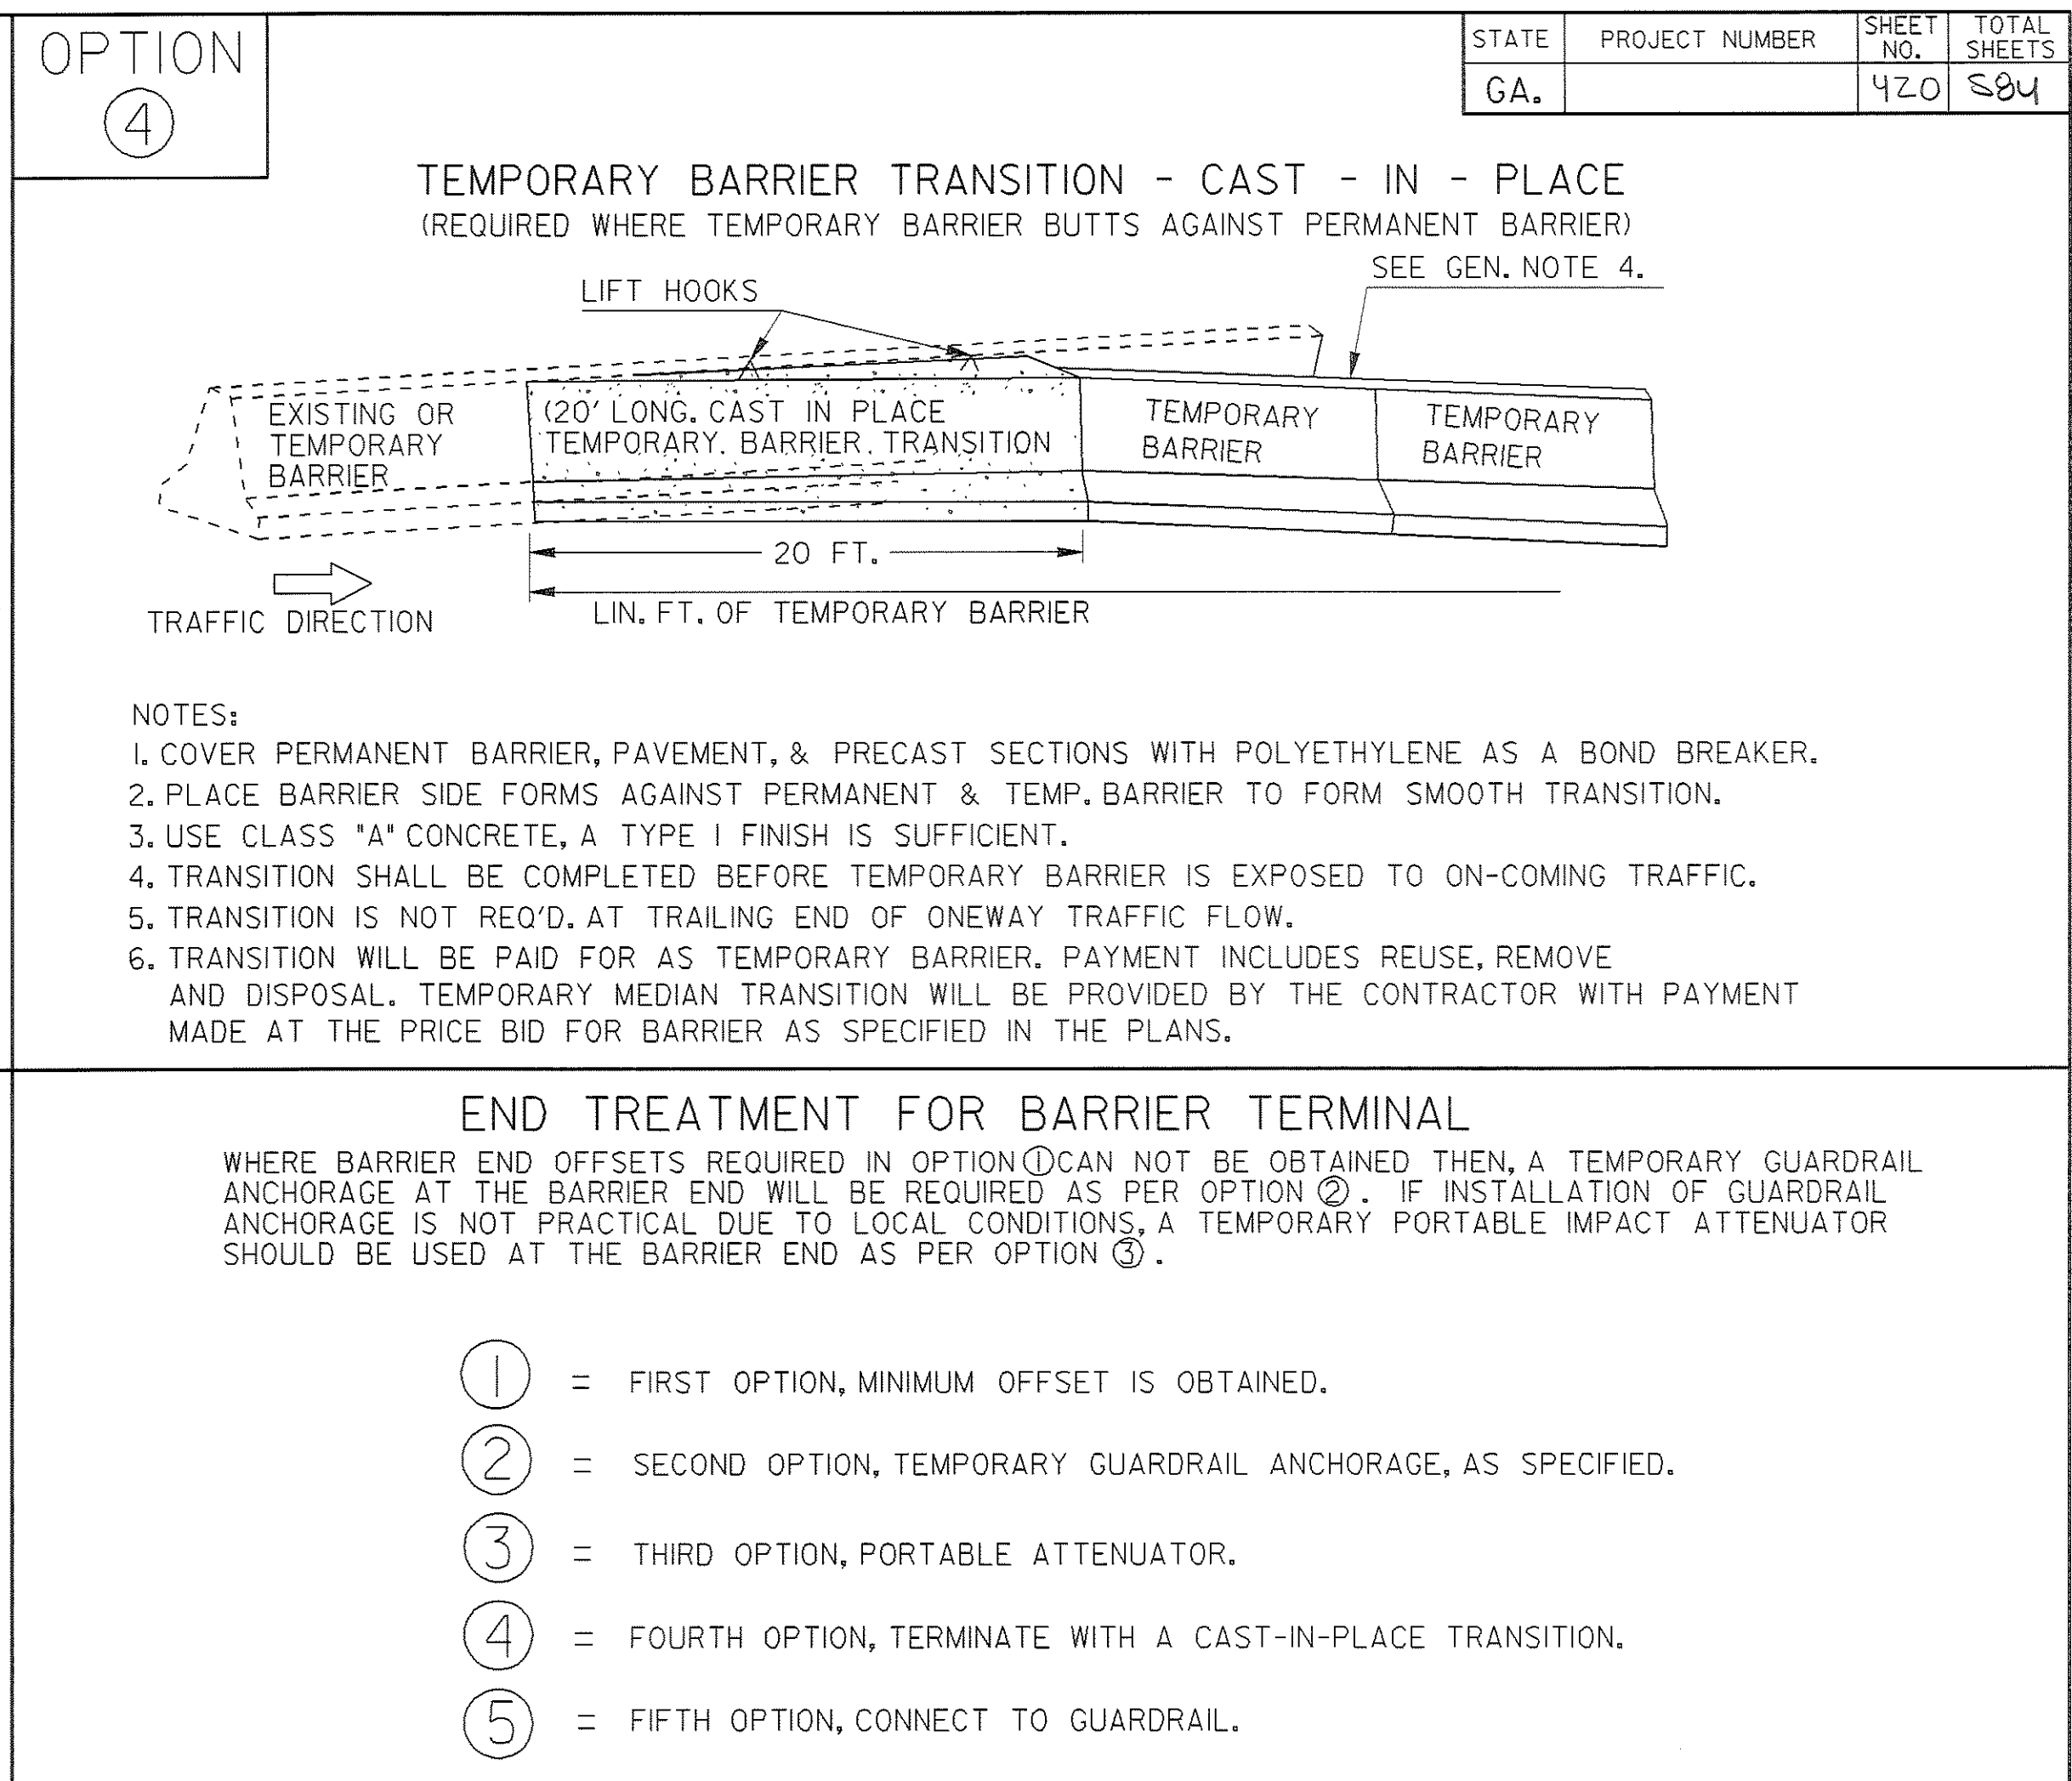 OPTION
4
STATE PROJECT NUMBER SHEET NO. TOTAL SHEETS
GA. 420 584
TEMPORARY BARRIER TRANSITION - CAST - IN - PLACE
(REQUIRED WHERE TEMPORARY BARRIER BUTTS AGAINST PERMANENT BARRIER)
SEE GEN. NOTE 4.
LIFT HOOKS
EXISTING OR
TEMPORARY
BARRIER
(20' LONG. CAST IN PLACE
TEMPORARY. BARRIER. TRANSITION
TEMPORARY
BARRIER
TEMPORARY
BARRIER
20 FT.
LIN. FT. OF TEMPORARY BARRIER
TRAFFIC DIRECTION
NOTES:
1. COVER PERMANENT BARRIER, PAVEMENT, & PRECAST SECTIONS WITH POLYETHYLENE AS A BOND BREAKER.
2. PLACE BARRIER SIDE FORMS AGAINST PERMANENT & TEMP. BARRIER TO FORM SMOOTH TRANSITION.
3. USE CLASS "A" CONCRETE, A TYPE I FINISH IS SUFFICIENT.
4. TRANSITION SHALL BE COMPLETED BEFORE TEMPORARY BARRIER IS EXPOSED TO ON-COMING TRAFFIC.
5. TRANSITION IS NOT REQ'D. AT TRAILING END OF ONEWAY TRAFFIC FLOW.
6. TRANSITION WILL BE PAID FOR AS TEMPORARY BARRIER. PAYMENT INCLUDES REUSE, REMOVE
AND DISPOSAL. TEMPORARY MEDIAN TRANSITION WILL BE PROVIDED BY THE CONTRACTOR WITH PAYMENT
MADE AT THE PRICE BID FOR BARRIER AS SPECIFIED IN THE PLANS.
END TREATMENT FOR BARRIER TERMINAL
WHERE BARRIER END OFFSETS REQUIRED IN OPTION ① CAN NOT BE OBTAINED THEN, A TEMPORARY GUARDRAIL
ANCHORAGE AT THE BARRIER END WILL BE REQUIRED AS PER OPTION ②. IF INSTALLATION OF GUARDRAIL
ANCHORAGE IS NOT PRACTICAL DUE TO LOCAL CONDITIONS, A TEMPORARY PORTABLE IMPACT ATTENUATOR
SHOULD BE USED AT THE BARRIER END AS PER OPTION ③.
① = FIRST OPTION, MINIMUM OFFSET IS OBTAINED.
② = SECOND OPTION, TEMPORARY GUARDRAIL ANCHORAGE, AS SPECIFIED.
③ = THIRD OPTION, PORTABLE ATTENUATOR.
④ = FOURTH OPTION, TERMINATE WITH A CAST-IN-PLACE TRANSITION.
⑤ = FIFTH OPTION, CONNECT TO GUARDRAIL.